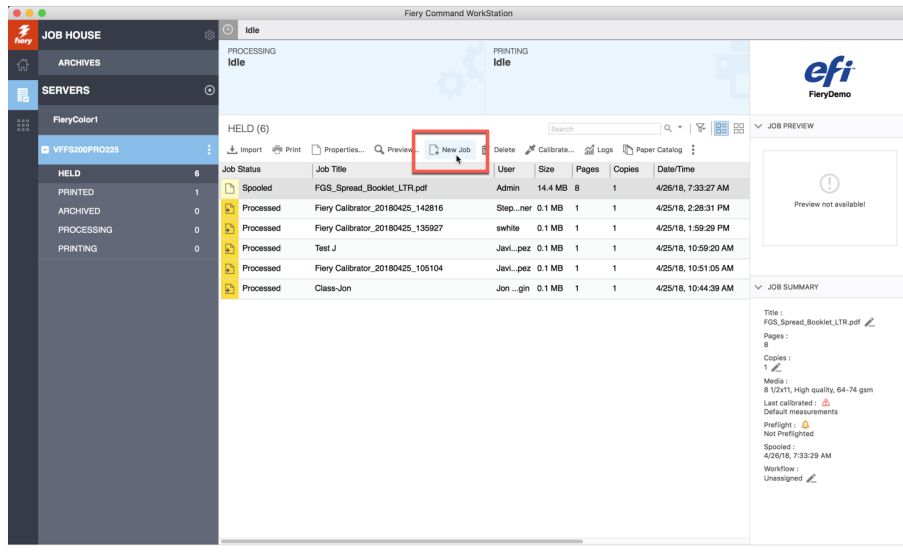 Fiery Command WorkStation
fiery
JOB HOUSE
Idle
ARCHIVES
PROCESSING
Idle
PRINTING
Idle
efi
FieryDemo
SERVERS
FieryColor1
HELD (6)
Search
JOB PREVIEW
VFFS200PRO225
Import Print Properties... Preview... New Job Delete Calibrate... Logs Paper Catalog
Job Status Job Title User Size Pages Copies Date/Time
HELD 6
PRINTED 1
ARCHIVED 0
PROCESSING 0
PRINTING 0
Spooled FGS_Spread_Booklet_LTR.pdf Admin 14.4 MB 8 1 4/26/18, 7:33:27 AM
Processed Fiery Calibrator_20180425_142816 Step...ner 0.1 MB 1 1 4/25/18, 2:28:31 PM
Processed Fiery Calibrator_20180425_135927 swhite 0.1 MB 1 1 4/25/18, 1:59:29 PM
Processed Test J Javi...pez 0.1 MB 1 1 4/25/18, 10:59:20 AM
Processed Fiery Calibrator_20180425_105104 Javi...pez 0.1 MB 1 1 4/25/18, 10:51:05 AM
Processed Class-Jon Jon ...gin 0.1 MB 1 1 4/25/18, 10:44:39 AM
Preview not available!
JOB SUMMARY
Title :
FGS_Spread_Booklet_LTR.pdf
Pages :
8
Copies :
1
Media :
8 1/2x11, High quality, 64-74 gsm
Last calibrated :
Default measurements
Preflight :
Not Preflighted
Spooled :
4/26/18, 7:33:29 AM
Workflow :
Unassigned